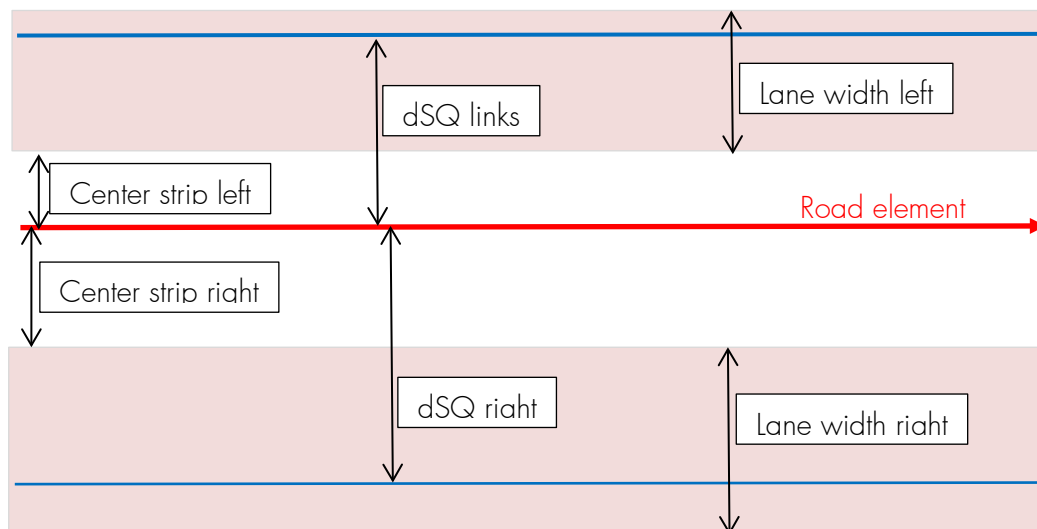 Lane width left
dSQ links
Center strip left
Road element
Center strip right
dSQ right
Lane width right